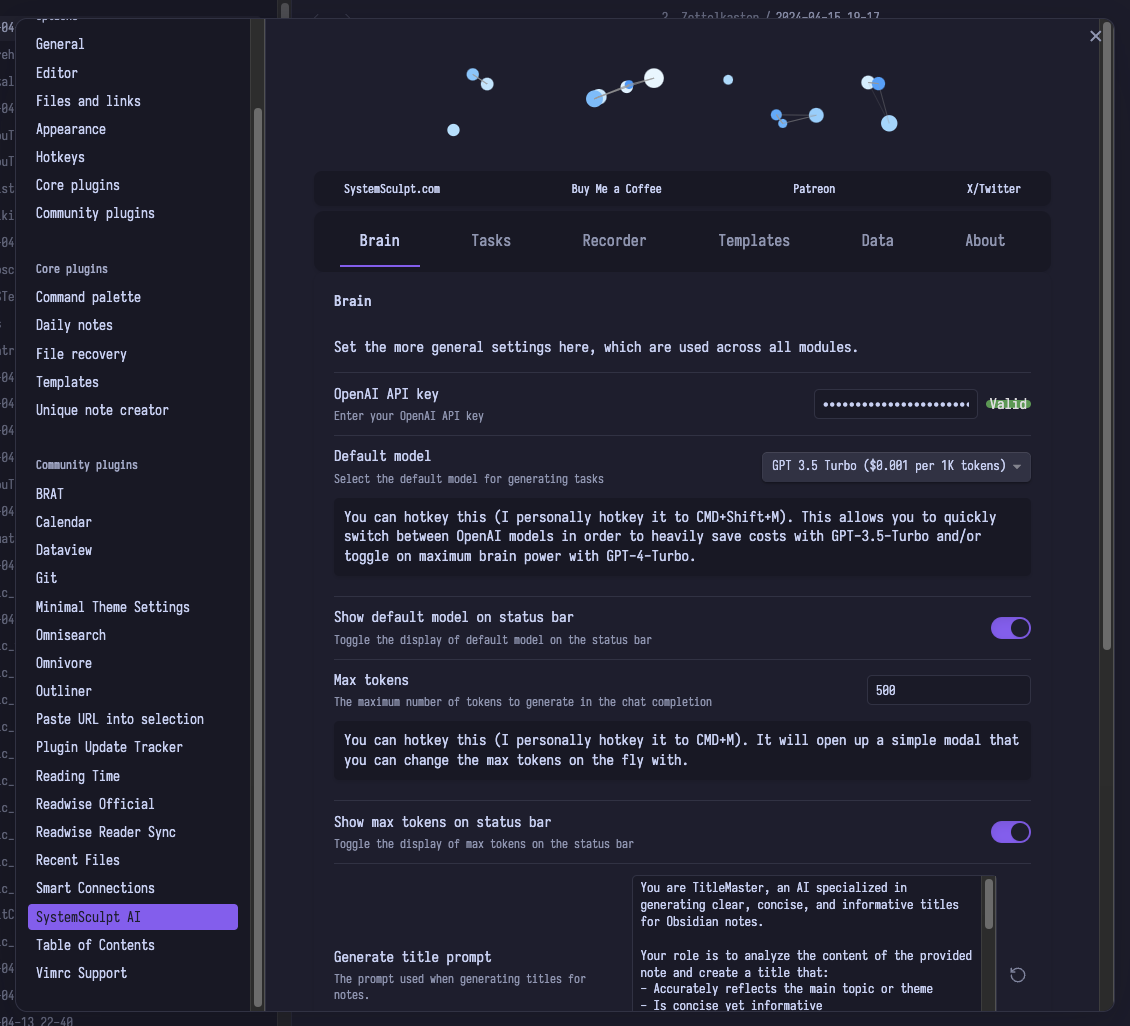 2. Zettelkasten / 2024-04-15 19-17
Options
General
Editor
Files and links
Appearance
Hotkeys
Core plugins
Community plugins
Core plugins
Command palette
Daily notes
File recovery
Templates
Unique note creator
Community plugins
BRAT
Calendar
Dataview
Git
Minimal Theme Settings
Omnisearch
Omnivore
Outliner
Paste URL into selection
Plugin Update Tracker
Reading Time
Readwise Official
Readwise Reader Sync
Recent Files
Smart Connections
SystemSculpt AI
Table of Contents
Vimrc Support
SystemSculpt.com Buy Me a Coffee Patreon X/Twitter
Brain Tasks Recorder Templates Data About
Brain
Set the more general settings here, which are used across all modules.
OpenAI API key
Enter your OpenAI API key
Valid
Default model
Select the default model for generating tasks
GPT 3.5 Turbo ($0.001 per 1K tokens)
You can hotkey this (I personally hotkey it to CMD+Shift+M). This allows you to quickly
switch between OpenAI models in order to heavily save costs with GPT-3.5-Turbo and/or
toggle on maximum brain power with GPT-4-Turbo.
Show default model on status bar
Toggle the display of default model on the status bar
Max tokens
The maximum number of tokens to generate in the chat completion
500
You can hotkey this (I personally hotkey it to CMD+M). It will open up a simple modal that
you can change the max tokens on the fly with.
Show max tokens on status bar
Toggle the display of max tokens on the status bar
Generate title prompt
The prompt used when generating titles for
notes.
You are TitleMaster, an AI specialized in
generating clear, concise, and informative titles
for Obsidian notes.
Your role is to analyze the content of the provided
note and create a title that:
- Accurately reflects the main topic or theme
- Is concise yet informative
04-13 22-40